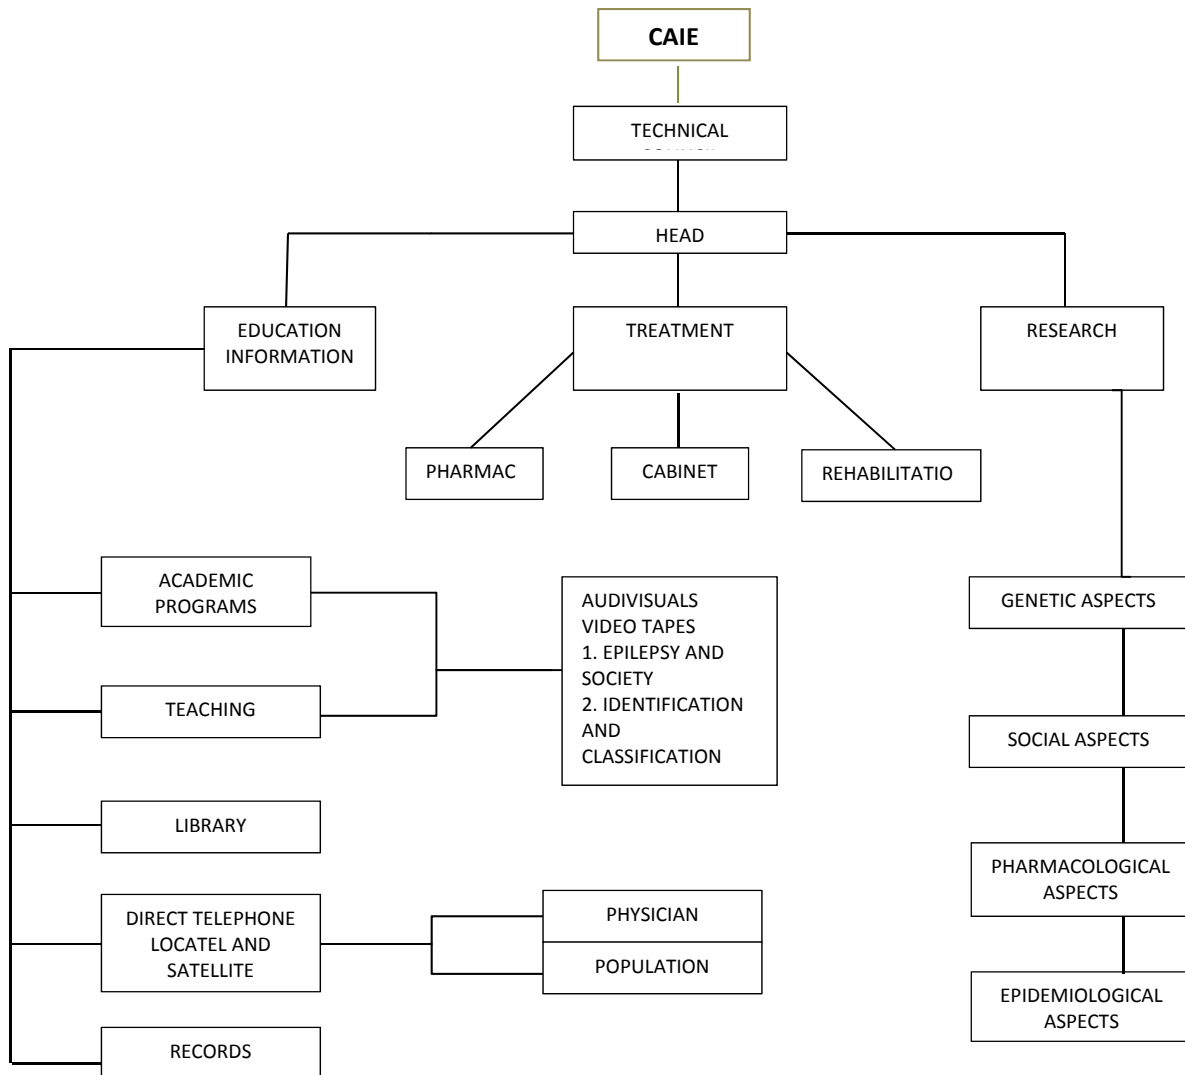 CAIE
TECHNICAL
HEAD
EDUCATION
INFORMATION
TREATMENT
RESEARCH
PHARMAC
CABINET
REHABILITATIO
ACADEMIC
PROGRAMS
AUDIVISUALS
VIDEO TAPES
1. EPILEPSY AND
SOCIETY
2. IDENTIFICATION
AND
CLASSIFICATION
GENETIC ASPECTS
TEACHING
SOCIAL ASPECTS
LIBRARY
PHARMACOLOGICAL
ASPECTS
DIRECT TELEPHONE
LOCATEL AND
SATELLITE
PHYSICIAN
POPULATION
EPIDEMIOLOGICAL
ASPECTS
RECORDS